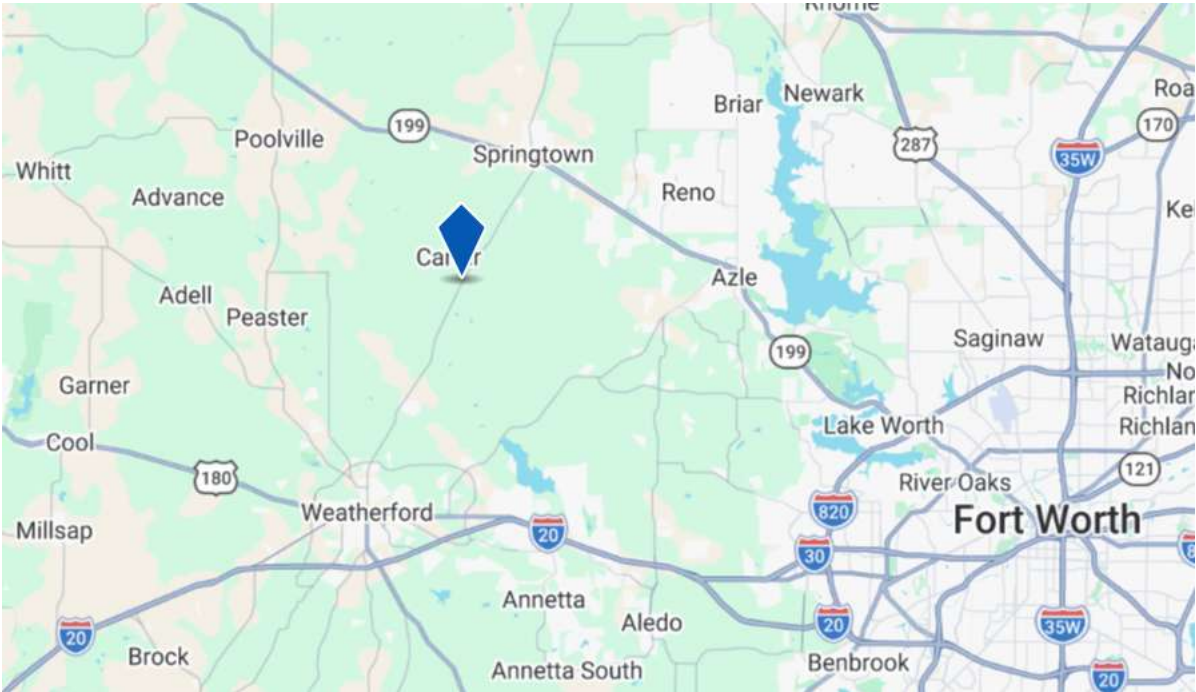 Rhome
Briar
Newark
Roa
199
170
Poolville
287
Springtown
35W
Whitt
Advance
Reno
Ke
Azle
Adell
Peaster
Saginaw
Watauga
199
No
Garner
Richlan
Lake Worth
Richlan
Cool
121
180
River Oaks
Weatherford
820
Fort Worth
Millsap
20
30
8
Annetta
Aledo
20
35W
20
Brock
Annetta South
Benbrook
20